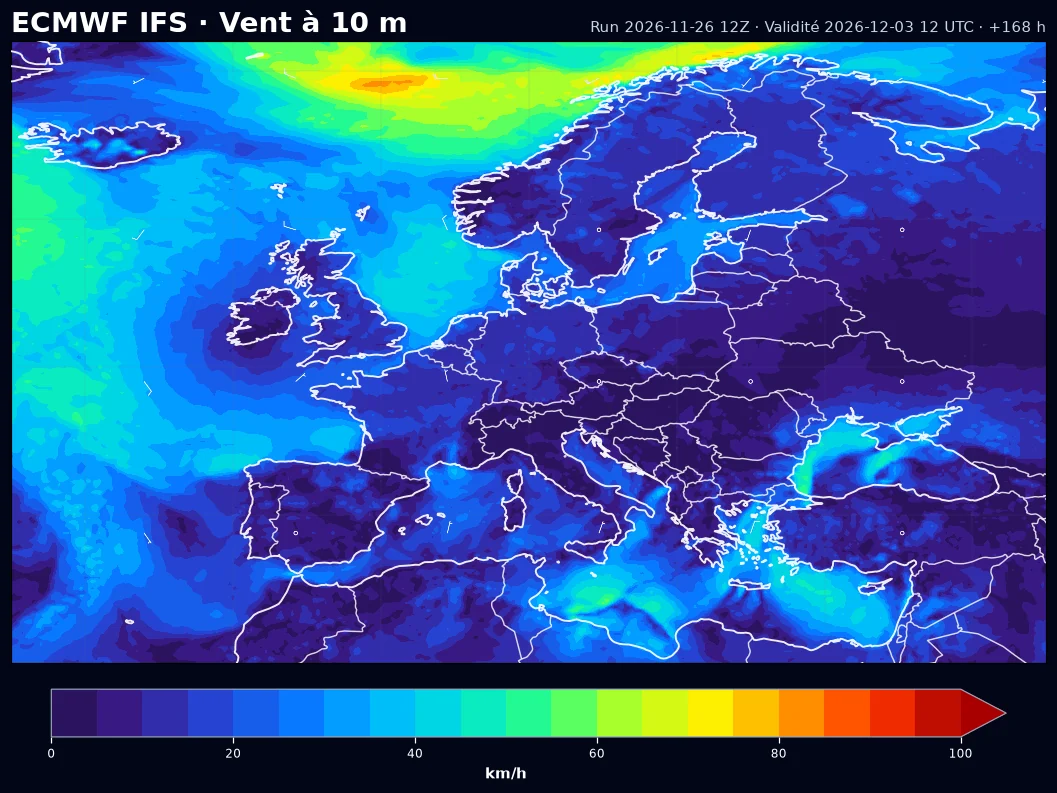 ECMWF IFS · Vent à 10 m
Run 2026-11-26 12Z · Validité 2026-12-03 12 UTC · +168 h
0 20 40 60 80 100
km/h